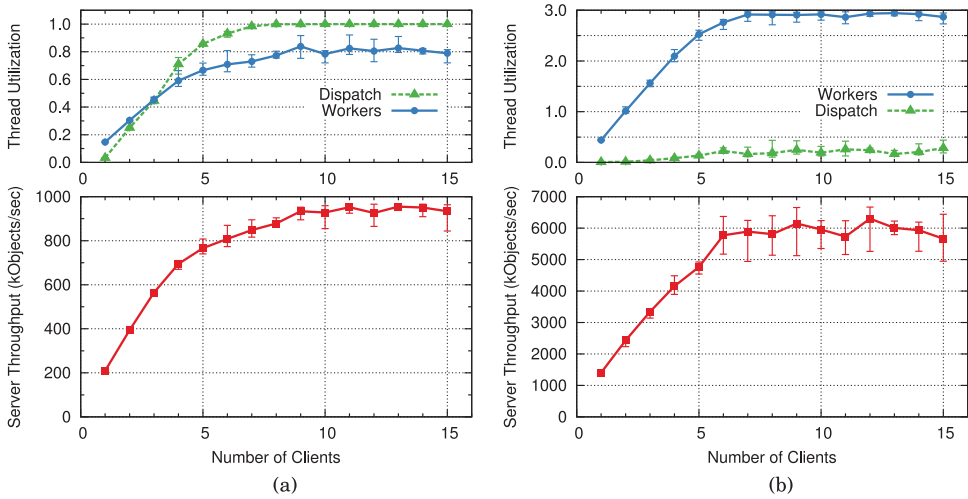 Thread Utilization
1.0
0.8
0.6
0.4
0.2
0.0
Dispatch
Workers
0 5 10 15
Server Throughput (kObjects/sec)
1000
800
600
400
200
0
0 5 10 15
Number of Clients
(a)
Thread Utilization
3.0
2.0
1.0
0.0
Workers
Dispatch
0 5 10 15
Server Throughput (kObjects/sec)
7000
6000
5000
4000
3000
2000
1000
0
0 5 10 15
Number of Clients
(b)